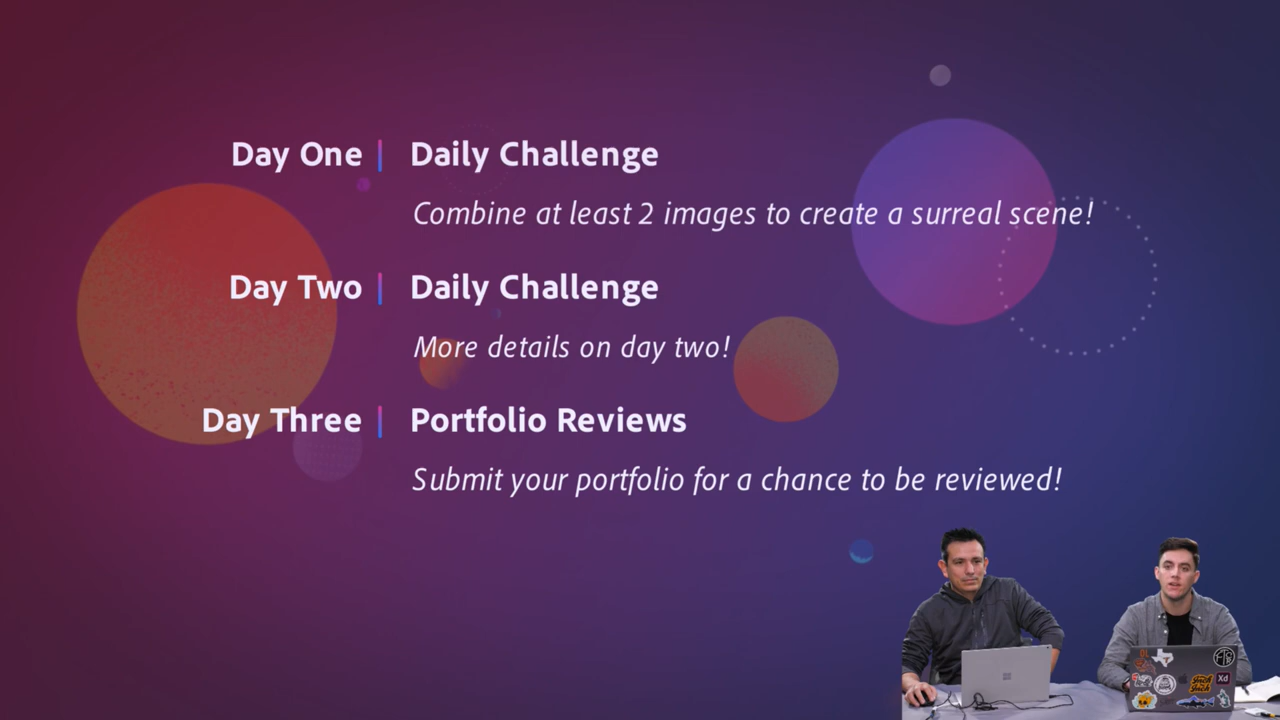 Day One | Daily Challenge
Combine at least 2 images to create a surreal scene!
Day Two | Daily Challenge
More details on day two!
Day Three | Portfolio Reviews
Submit your portfolio for a chance to be reviewed!
Xd